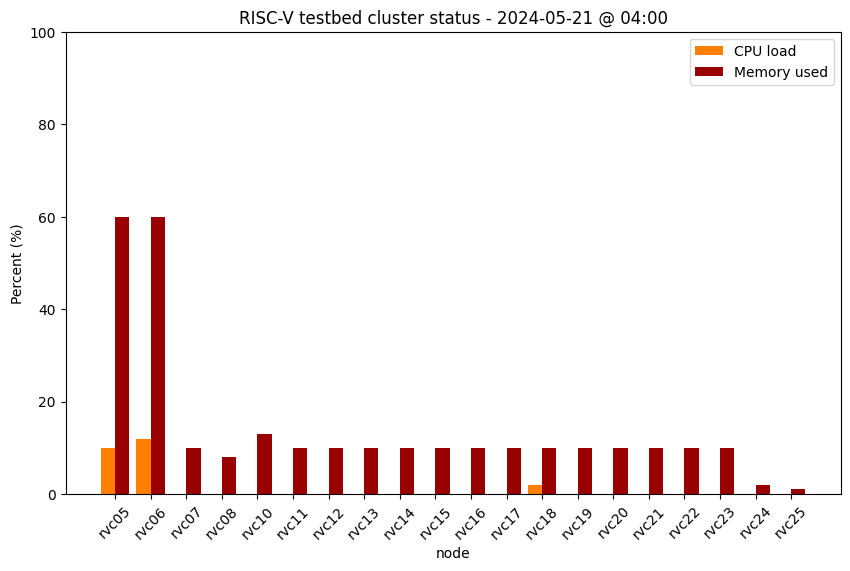 RISC-V testbed cluster status - 2024-05-21 @ 04:00
CPU load
Memory used
Percent (%)
100
80
60
40
20
0
rvc05
rvc06
rvc07
rvc08
rvc10
rvc11
rvc12
rvc13
rvc14
rvc15
rvc16
rvc17
rvc18
rvc19
rvc20
rvc21
rvc22
rvc23
rvc24
rvc25
node